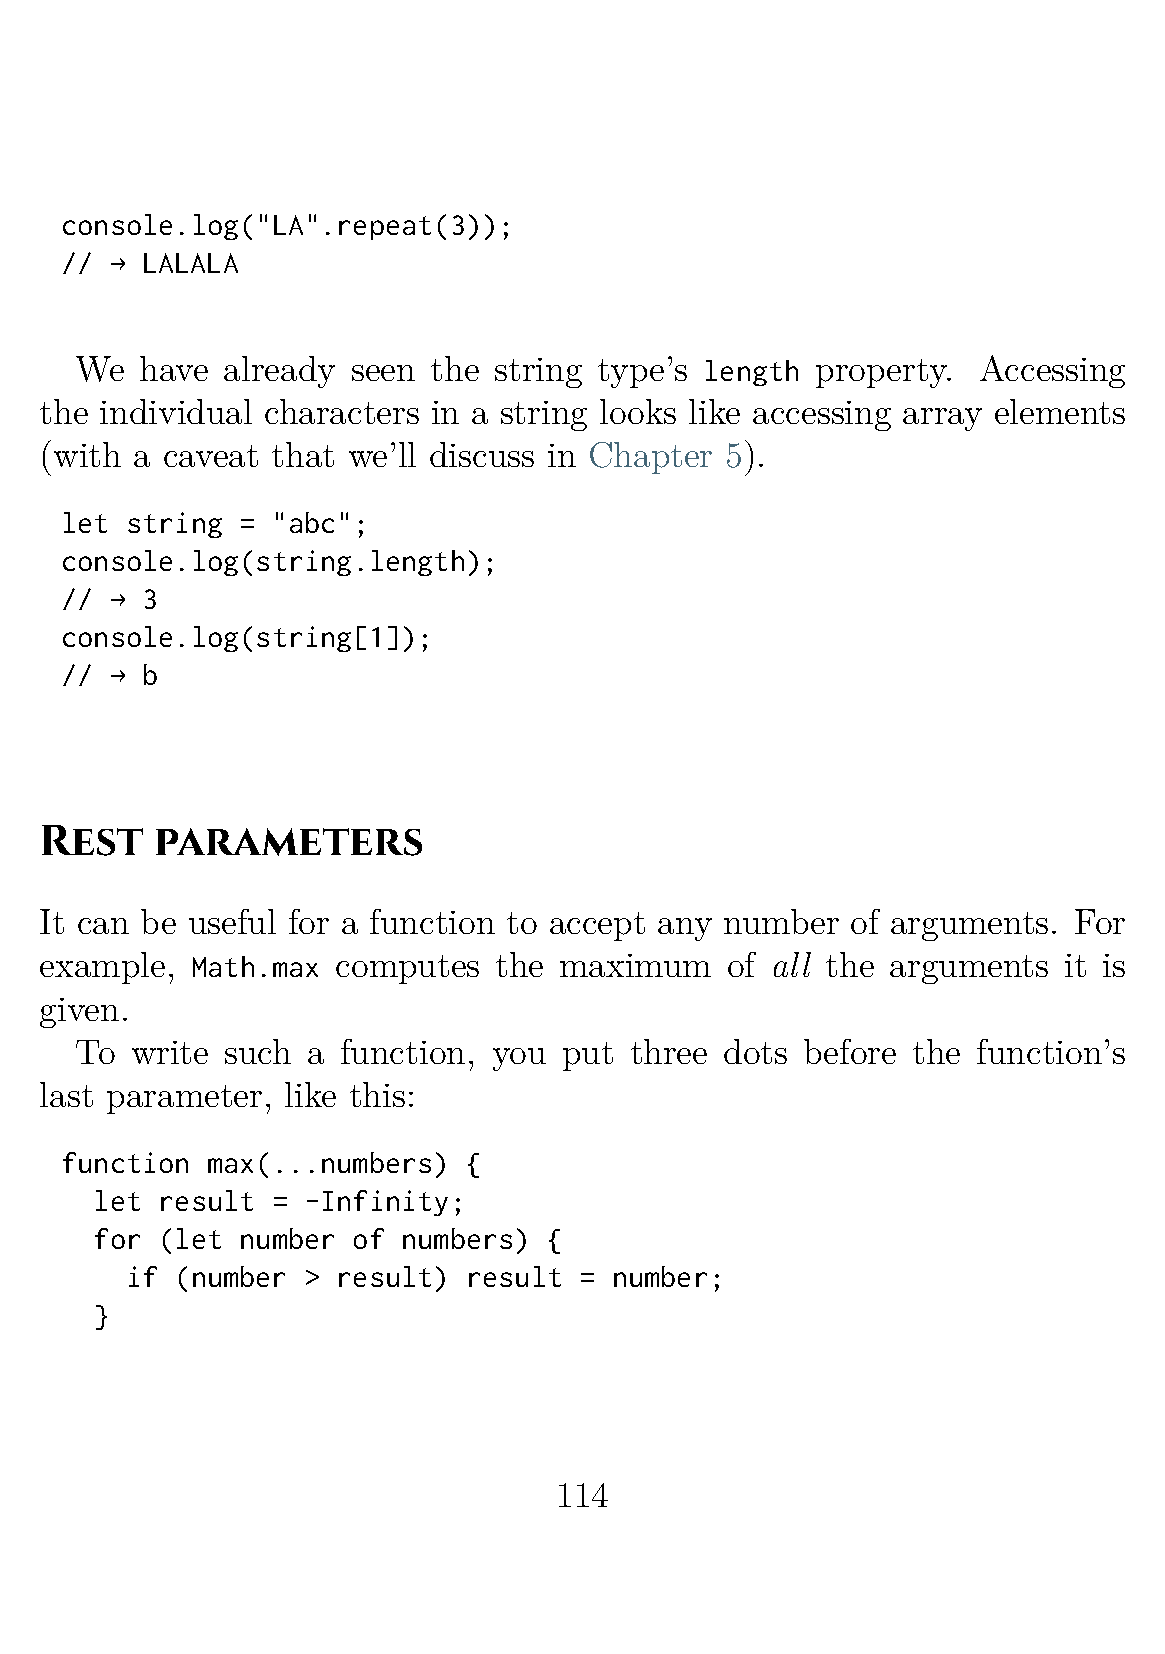 console.log("LA".repeat(3));
// → LALALA
We have already seen the string type’s length property. Accessing
the individual characters in a string looks like accessing array elements
(with a caveat that we’ll discuss in Chapter 5).
let string = "abc";
console.log(string.length);
// → 3
console.log(string[1]);
// → b
Rest parameters
It can be useful for a function to accept any number of arguments. For
example, Math.max computes the maximum of all the arguments it is
given.
To write such a function, you put three dots before the function’s
last parameter, like this:
function max(...numbers) {
  let result = -Infinity;
  for (let number of numbers) {
    if (number > result) result = number;
  }
114